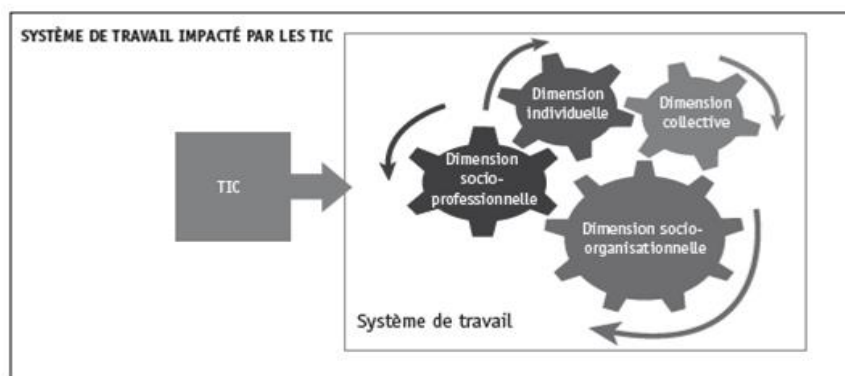 SYSTÈME DE TRAVAIL IMPACTÉ PAR LES TIC
TIC
Dimension
individuelle
Dimension
collective
Dimension
socio-
professionnelle
Dimension socio-
organisationnelle
Système de travail